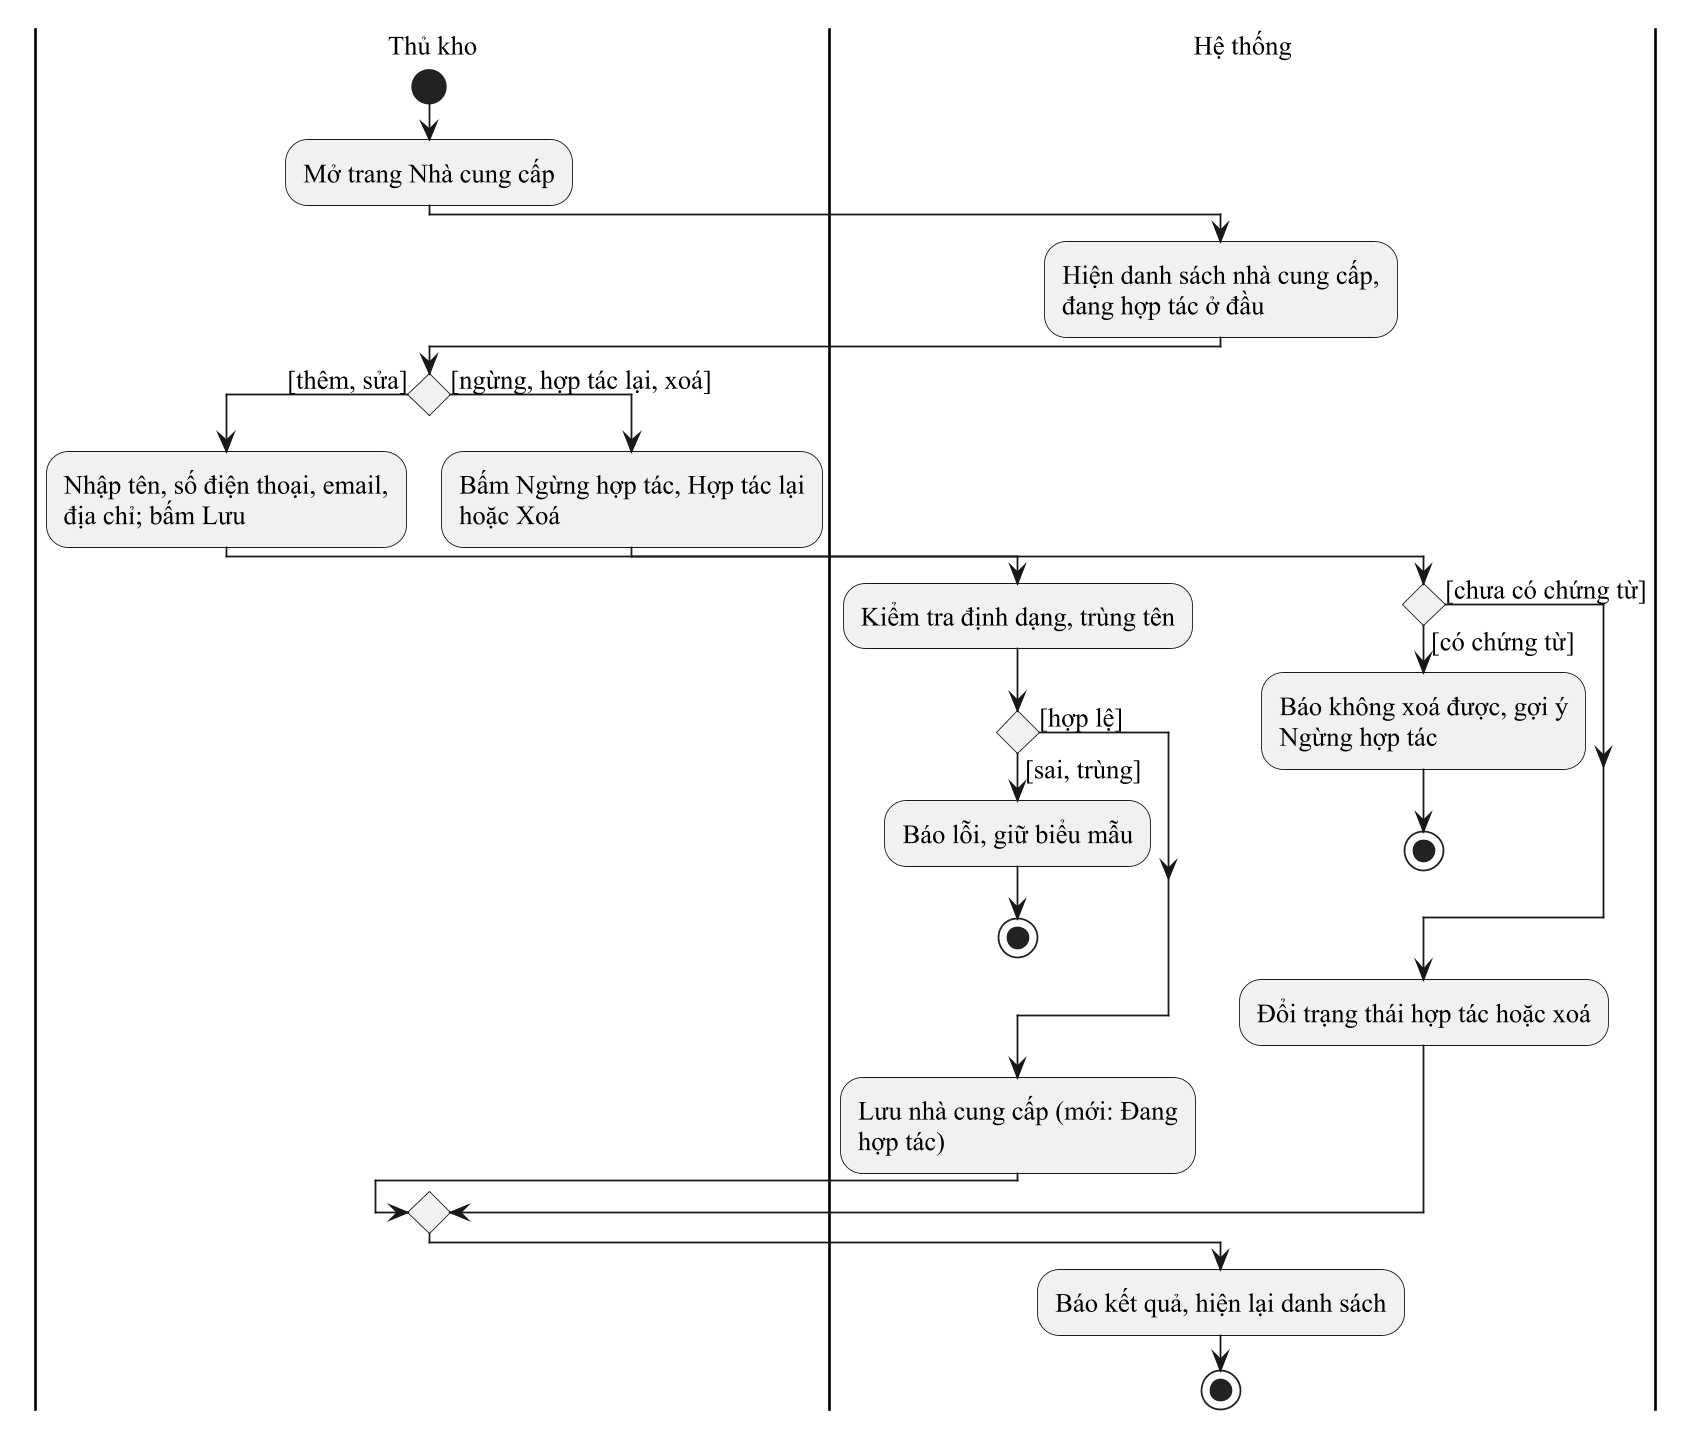 Thủ kho
Hệ thống
Mở trang Nhà cung cấp
Hiện danh sách nhà cung cấp,
đang hợp tác ở đầu
[thêm, sửa]
[ngừng, hợp tác lại, xoá]
Nhập tên, số điện thoại, email,
địa chỉ; bấm Lưu
Bấm Ngừng hợp tác, Hợp tác lại
hoặc Xoá
Kiểm tra định dạng, trùng tên
[chưa có chứng từ]
[có chứng từ]
Báo không xoá được, gợi ý
Ngừng hợp tác
[hợp lệ]
[sai, trùng]
Báo lỗi, giữ biểu mẫu
Đổi trạng thái hợp tác hoặc xoá
Lưu nhà cung cấp (mới: Đang
hợp tác)
Báo kết quả, hiện lại danh sách